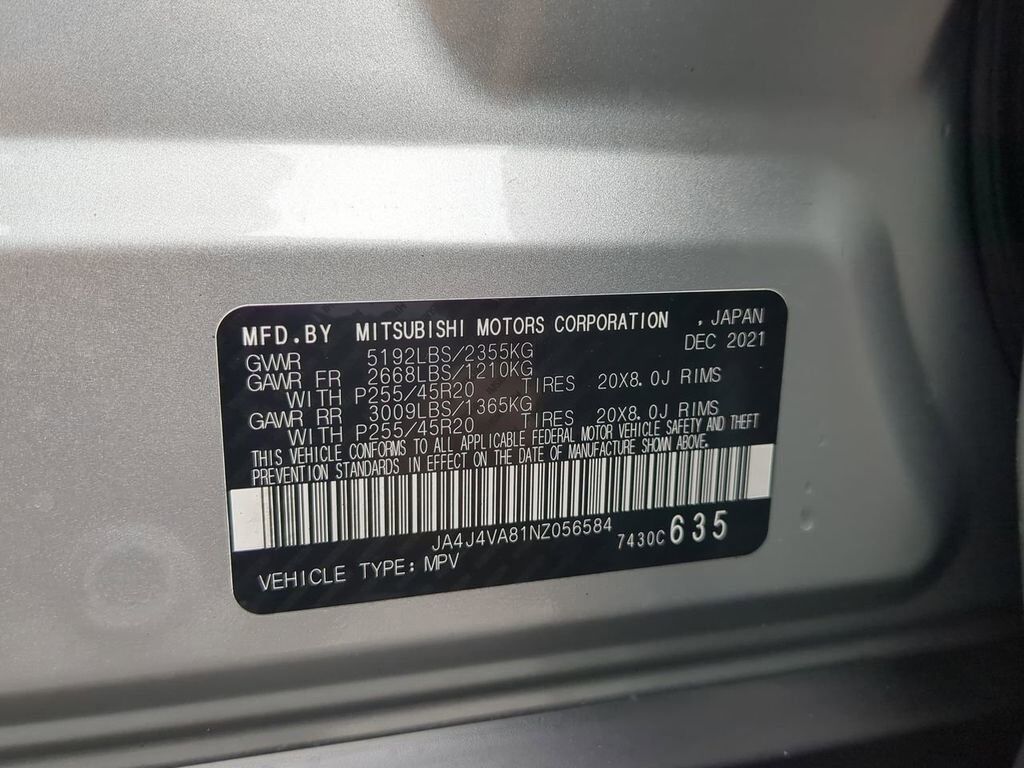 MFD.BY MITSUBISHI MOTORS CORPORATION , JAPAN
DEC 2021
GVWR 5192LBS/2355KG
GAWR FR 2668LBS/1210KG
WITH P255/45R20 TIRES 20X8.0J RIMS
GAWR RR 3009LBS/1365KG
WITH P255/45R20 TIRES 20X8.0J RIMS
THIS VEHICLE CONFORMS TO ALL APPLICABLE FEDERAL MOTOR VEHICLE SAFETY AND THEFT
PREVENTION STANDARDS IN EFFECT ON THE DATE OF MANUFACTURE SHOWN ABOVE.
JA4J4VA81NZ056584
7430C 635
VEHICLE TYPE: MPV